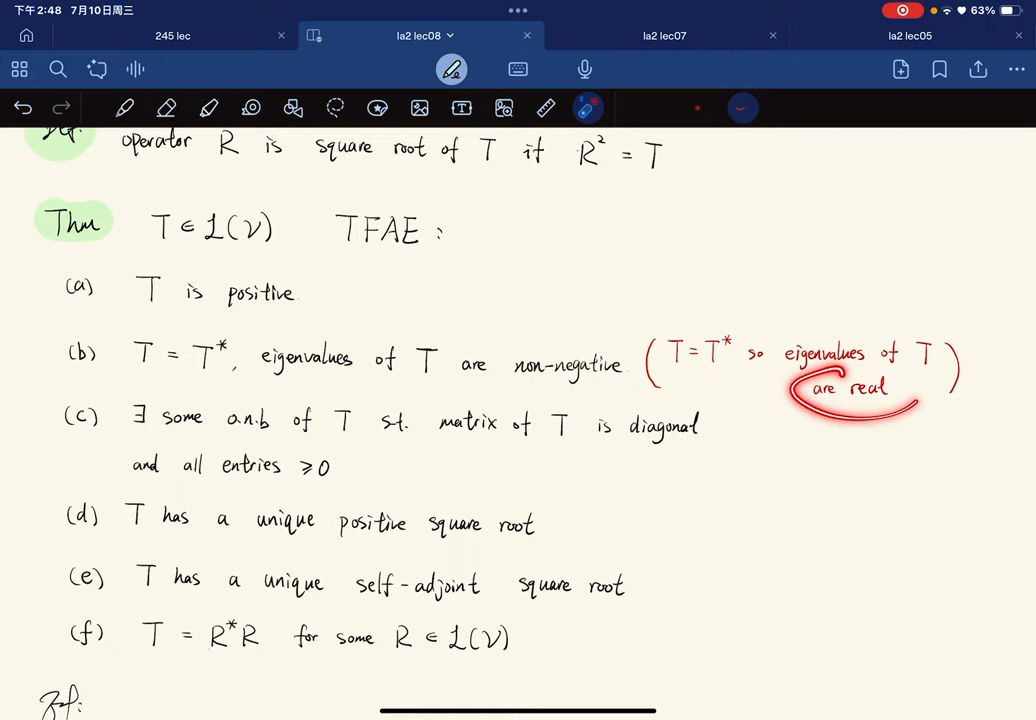 下午2:48 7月10日周三
63%
245 lec
la2 lec08
la2 lec07
la2 lec05
Def.
operator R is square root of T if R² = T
Thm T ∈ L(V) TFAE :
(a) T is positive.
(b) T = T*, eigenvalues of T are non-negative. (T = T* so eigenvalues of T
are real)
(c) ∃ some o.n.b of T st. matrix of T is diagonal
and all entries ⩾0
(d) T has a unique positive square root
(e) T has a unique self-adjoint square root
(f) T = R*R for some R ∈ L(V)